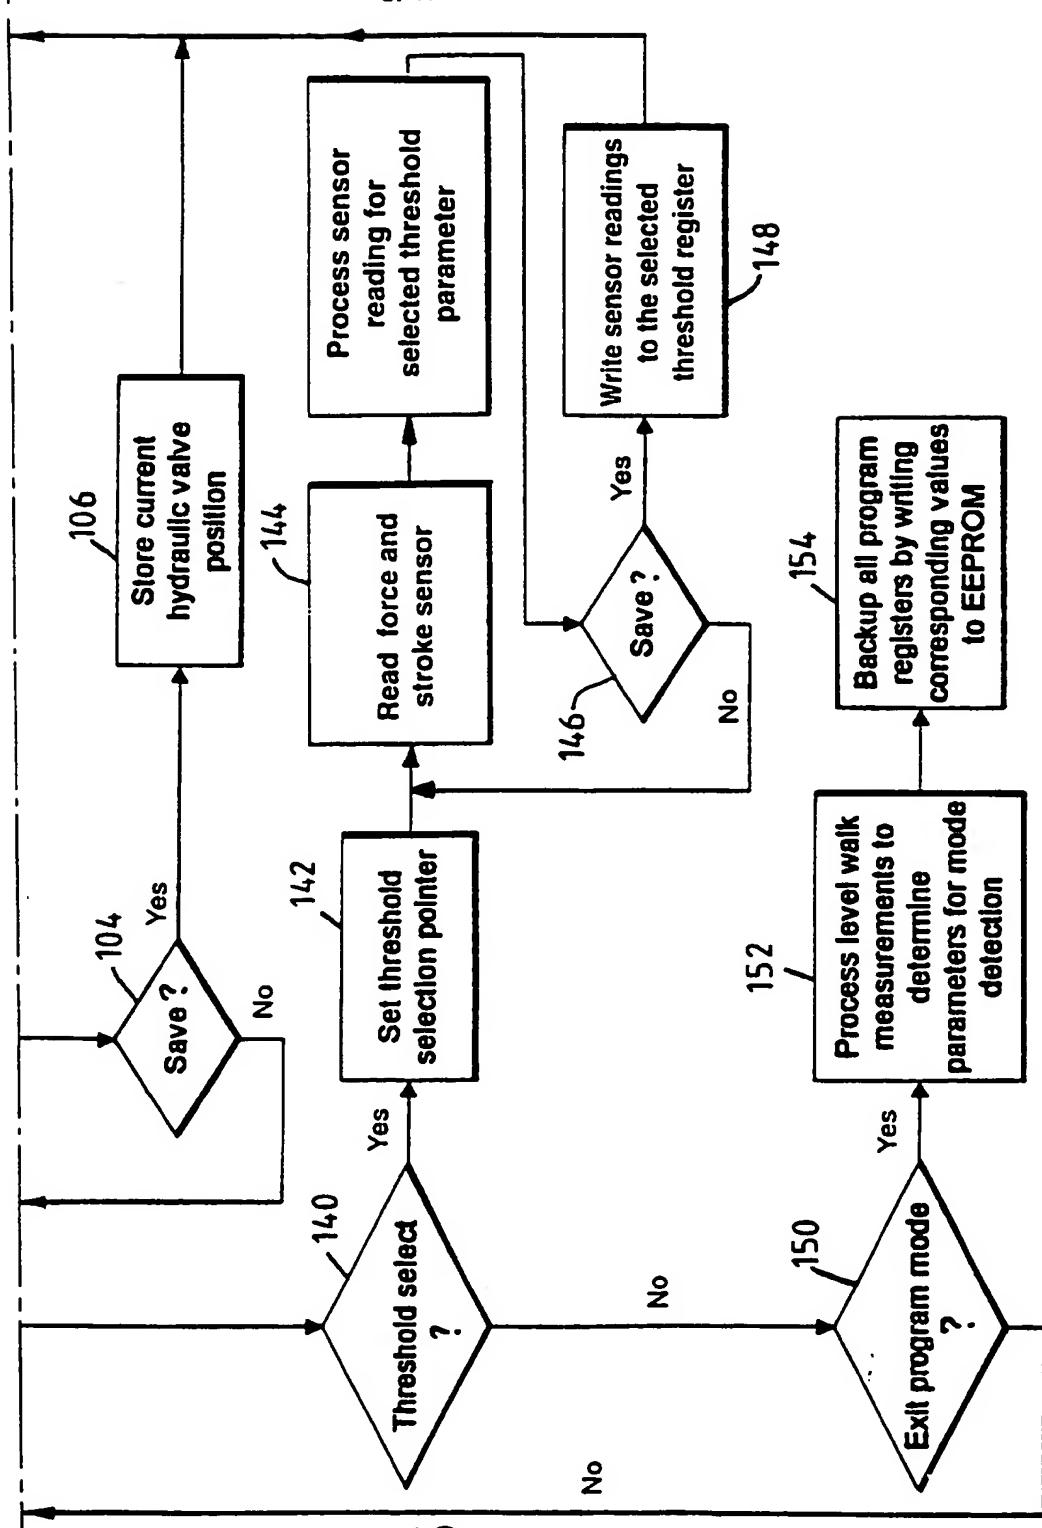 104
Save ?
Yes
No
106
Store current
hydraulic valve
position
140
Threshold select
?
Yes
No
142
Set threshold
selection pointer
144
Read force and
stroke sensor
Process sensor
reading for
selected threshold
parameter
146
Save ?
Yes
No
148
Write sensor readings
to the selected
threshold register
150
Exit program mode
?
Yes
No
152
Process level walk
measurements to
determine
parameters for mode
detection
154
Backup all program
registers by writing
corresponding values
to EEPROM